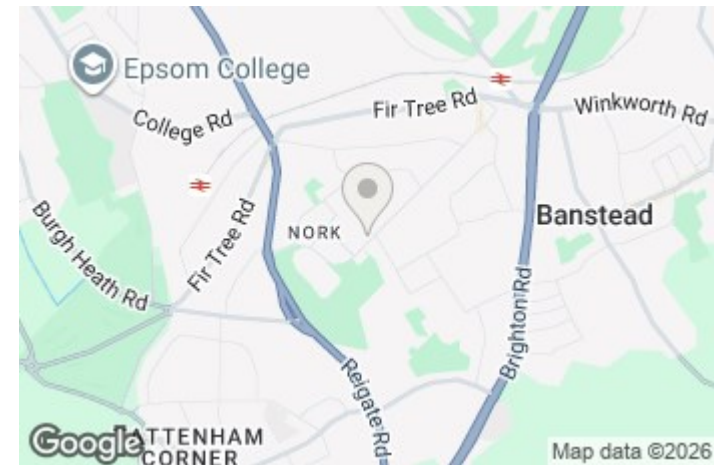 Epsom College
College Rd
Fir Tree Rd
Winkworth Rd
Banstead
NORK
Fir Tree Rd
Burgh Heath Rd
Brighton Rd
Reigate Rd
Google
ATTENHAM
CORNER
Map data ©2026